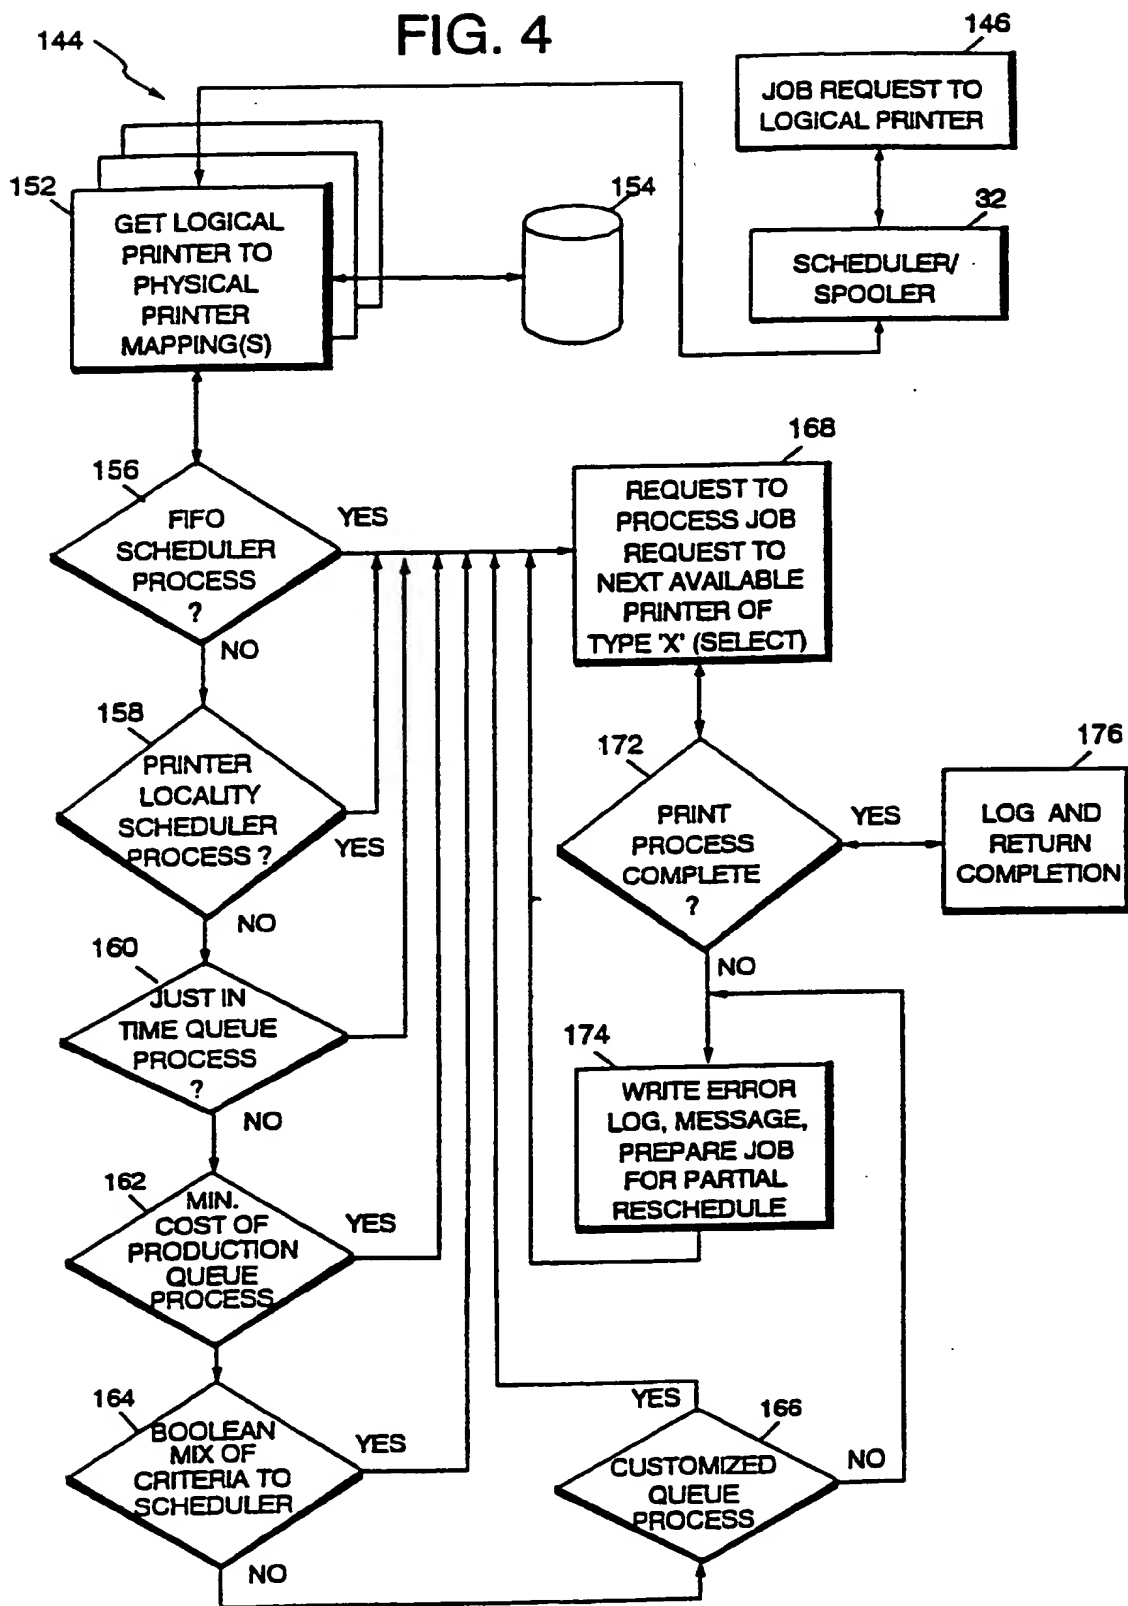 FIG. 4
144
146
JOB REQUEST TO
LOGICAL PRINTER
152
GET LOGICAL
PRINTER TO
PHYSICAL
PRINTER
MAPPING(S)
154
32
SCHEDULER/
SPOOLER
156
FIFO
SCHEDULER
PROCESS
?
YES
NO
168
REQUEST TO
PROCESS JOB
REQUEST TO
NEXT AVAILABLE
PRINTER OF
TYPE 'X' (SELECT)
158
PRINTER
LOCALITY
SCHEDULER
PROCESS ?
YES
NO
172
PRINT
PROCESS
COMPLETE
?
YES
NO
176
LOG AND
RETURN
COMPLETION
160
JUST IN
TIME QUEUE
PROCESS
?
NO
174
WRITE ERROR
LOG, MESSAGE,
PREPARE JOB
FOR PARTIAL
RESCHEDULE
162
MIN.
COST OF
PRODUCTION
QUEUE
PROCESS
YES
164
BOOLEAN
MIX OF
CRITERIA TO
SCHEDULER
YES
NO
166
CUSTOMIZED
QUEUE
PROCESS
YES
NO